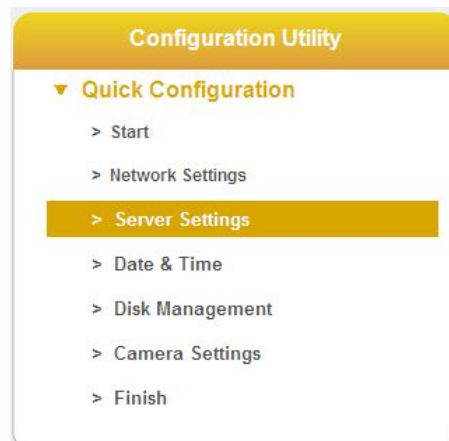 Configuration Utility
Quick Configuration
> Start
> Network Settings
> Server Settings
> Date & Time
> Disk Management
> Camera Settings
> Finish